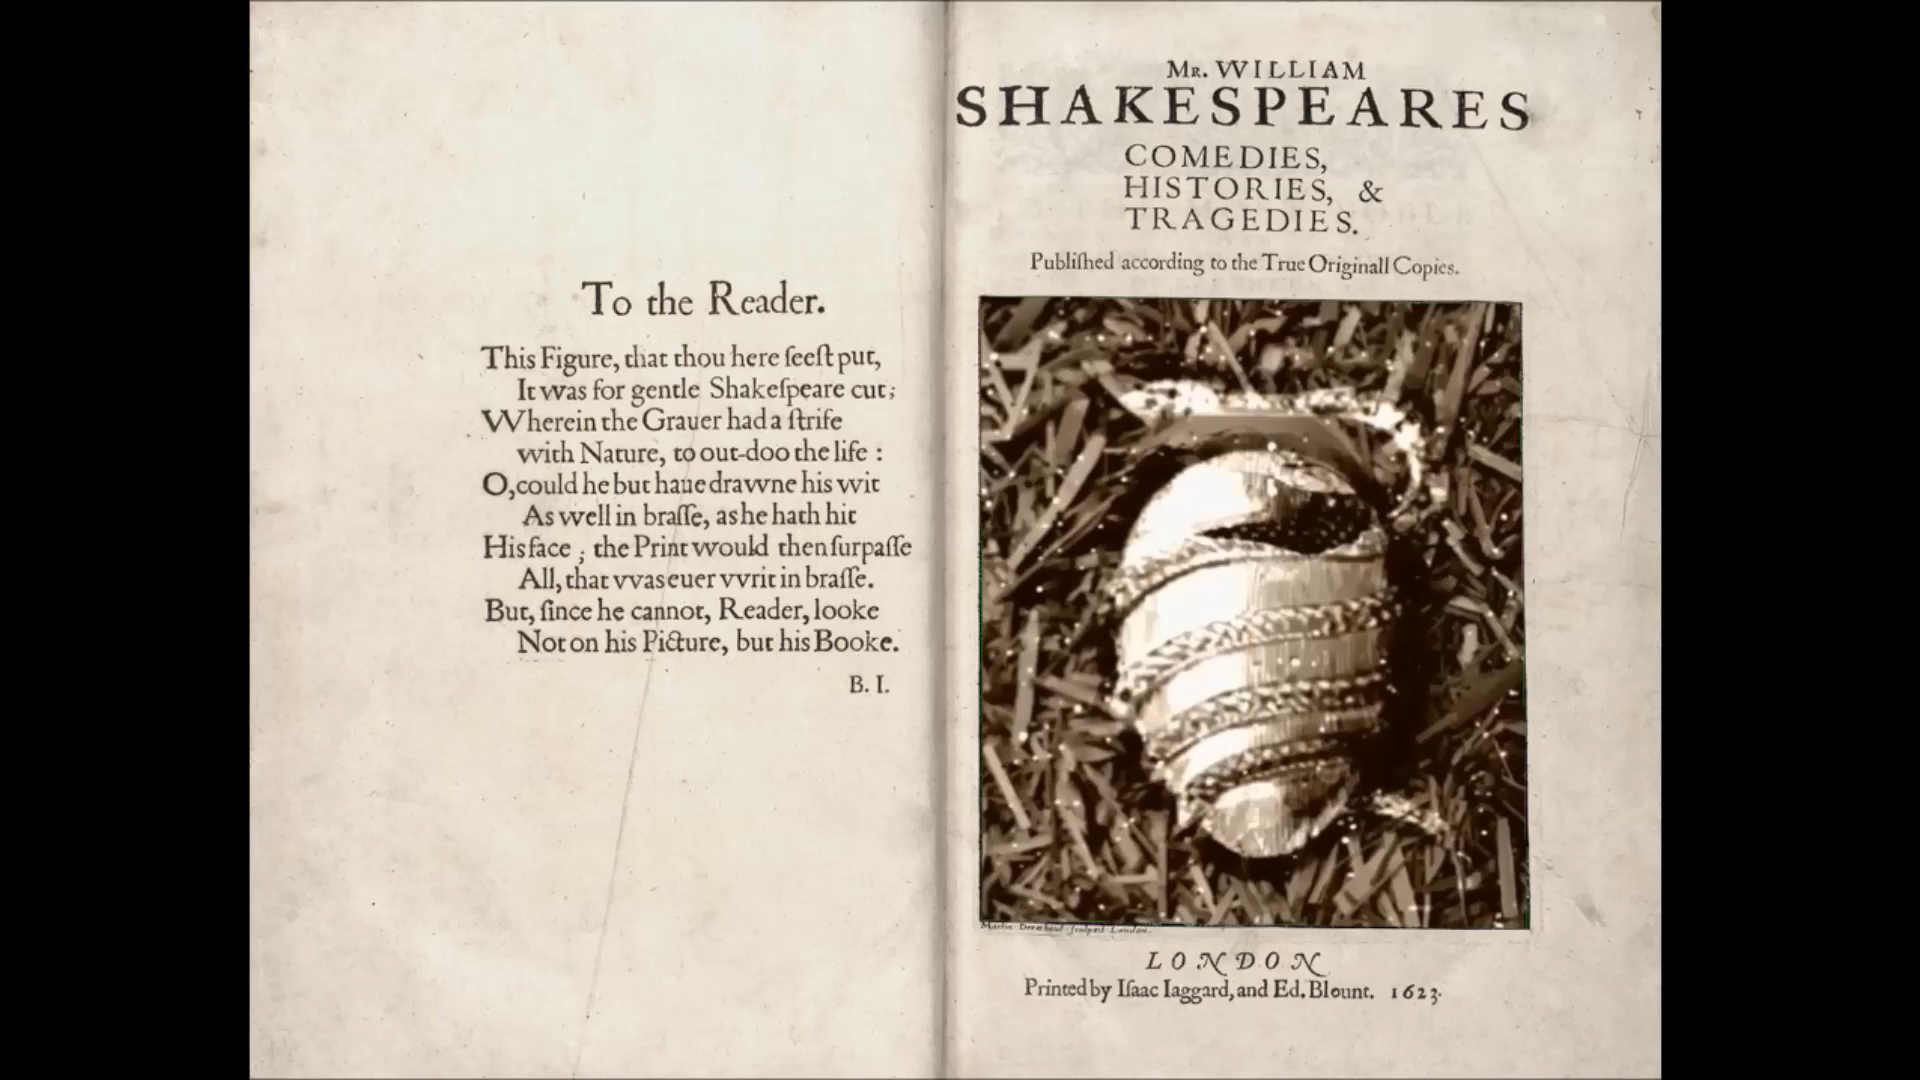 To the Reader.
This Figure, that thou here ſeeſt put,
It was for gentle Shakeſpeare cut;
Wherein the Grauer had a ſtrife
with Nature, to out-doo the life :
O, could he but haue drawne his wit
As well in braſſe, as he hath hit
His face ; the Print would then ſurpaſſe
All, that vvas euer vvrit in braſſe.
But, ſince he cannot, Reader, looke
Not on his Picture, but his Booke.
B. I.
Mr. WILLIAM
SHAKESPEARES
COMEDIES,
HISTORIES, &
TRAGEDIES.
Publiſhed according to the True Originall Copies.
Martin Droeshout ſculpsit London.
LONDON
Printed by Iſaac Iaggard, and Ed. Blount. 1623.